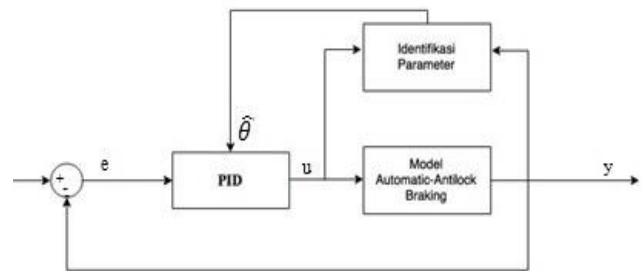 Identifikasi
Parameter
θ̂
+
-
e
PID
u
Model
Automatic-Antilock
Braking
y